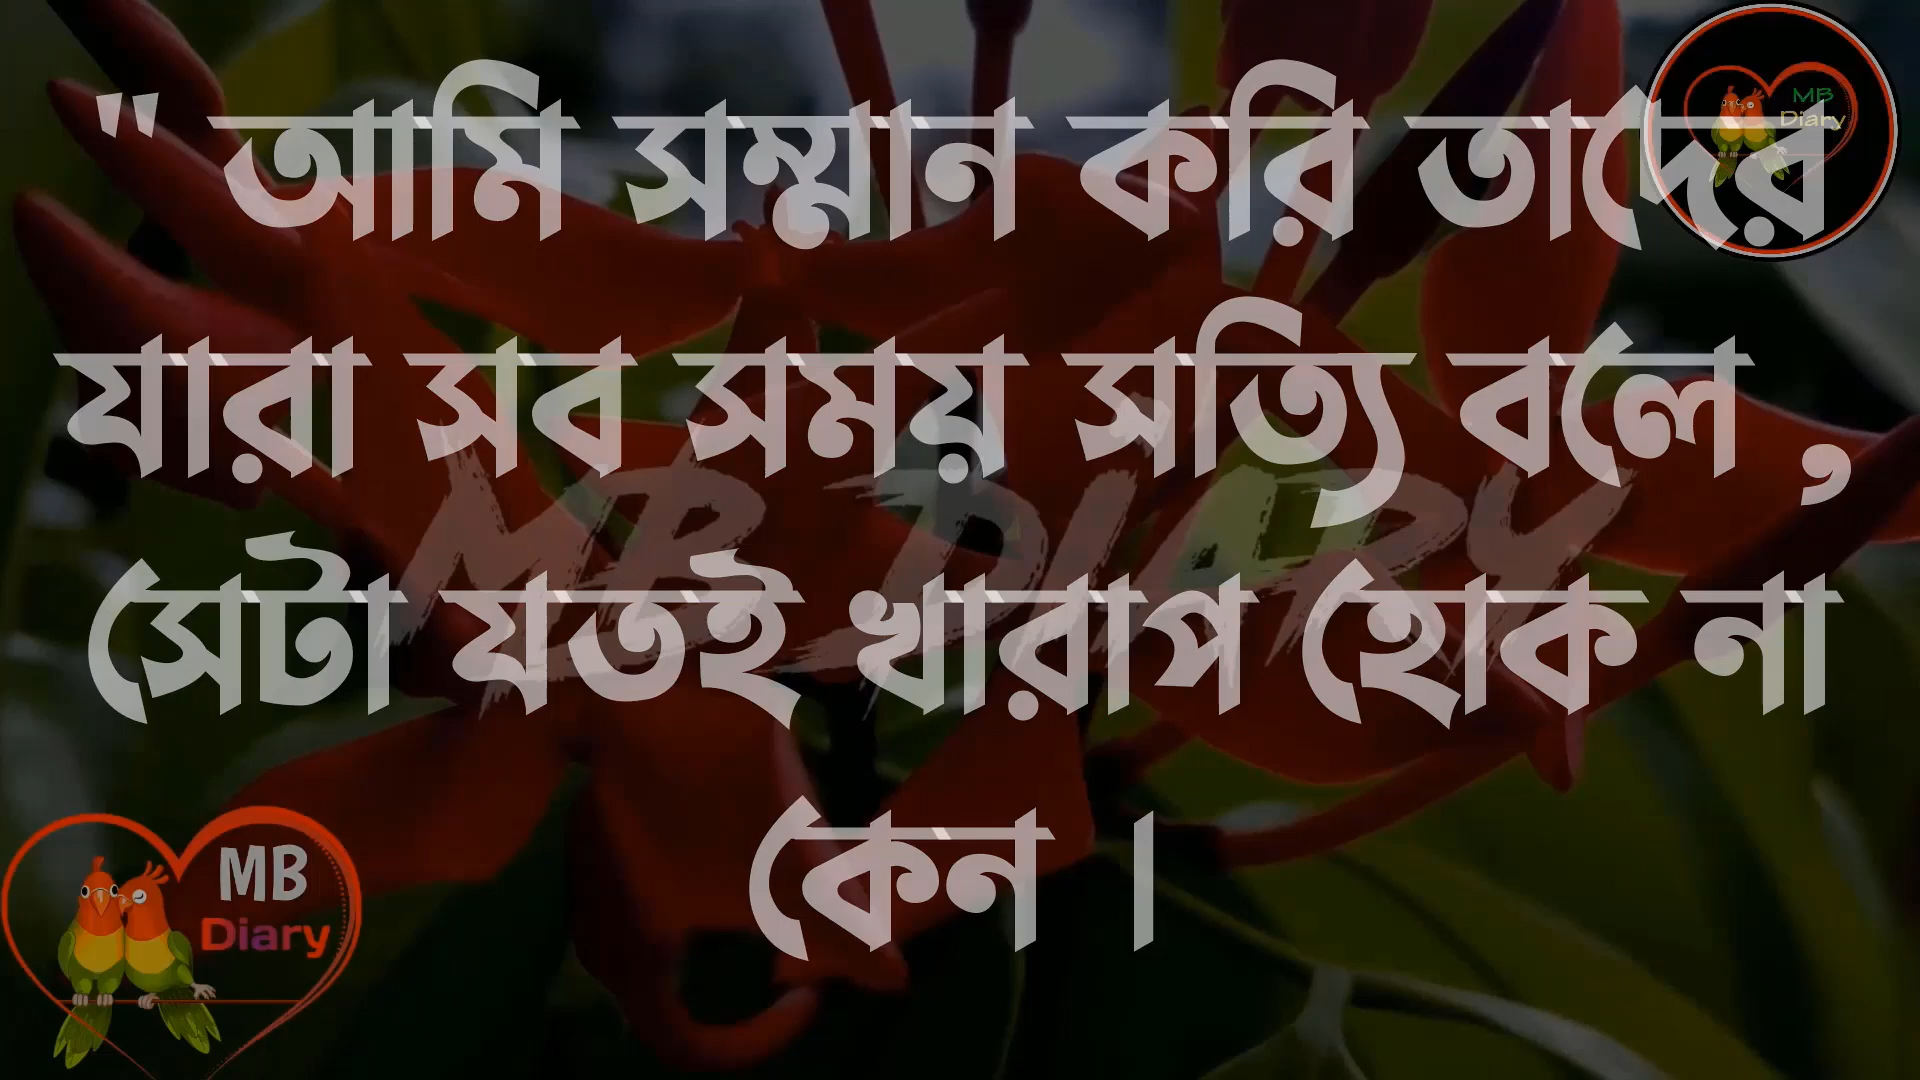 " আমি সম্মান করি তাদের
যারা সব সময় সত্যি বলে ,
সেটা যতই খারাপ হোক না
কেন ।
MB DIARY
MB
Diary
MB
Diary